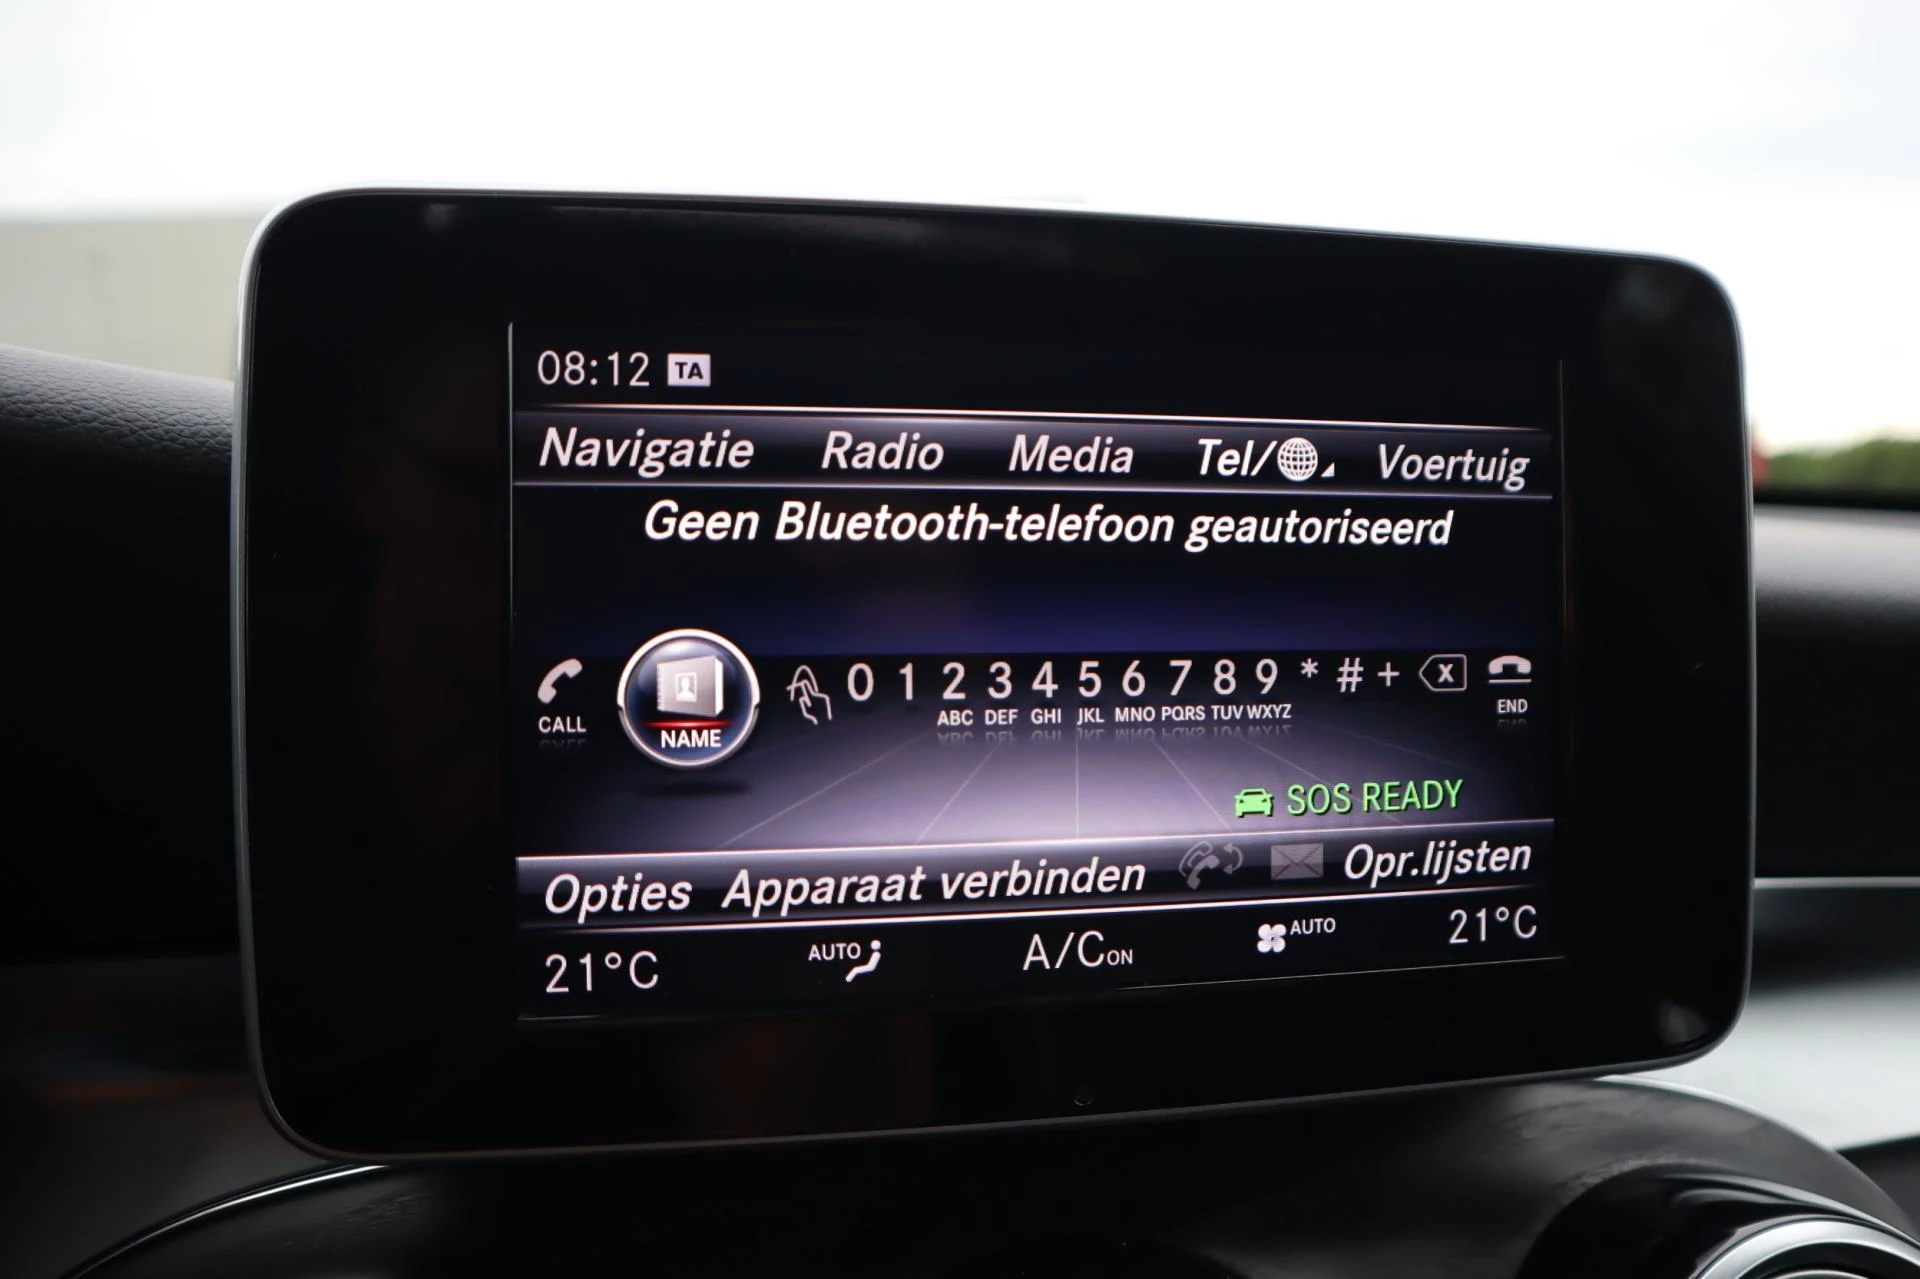 08:12 TA
Navigatie Radio Media Tel/ Voertuig
Geen Bluetooth-telefoon geautoriseerd
0 1 2 3 4 5 6 7 8 9 * # + X
CALL NAME ABC DEF GHI JKL MNO PQRS TUV WXYZ END
SOS READY
Opties Apparaat verbinden Opr.lijsten
21°C AUTO A/C ON AUTO 21°C